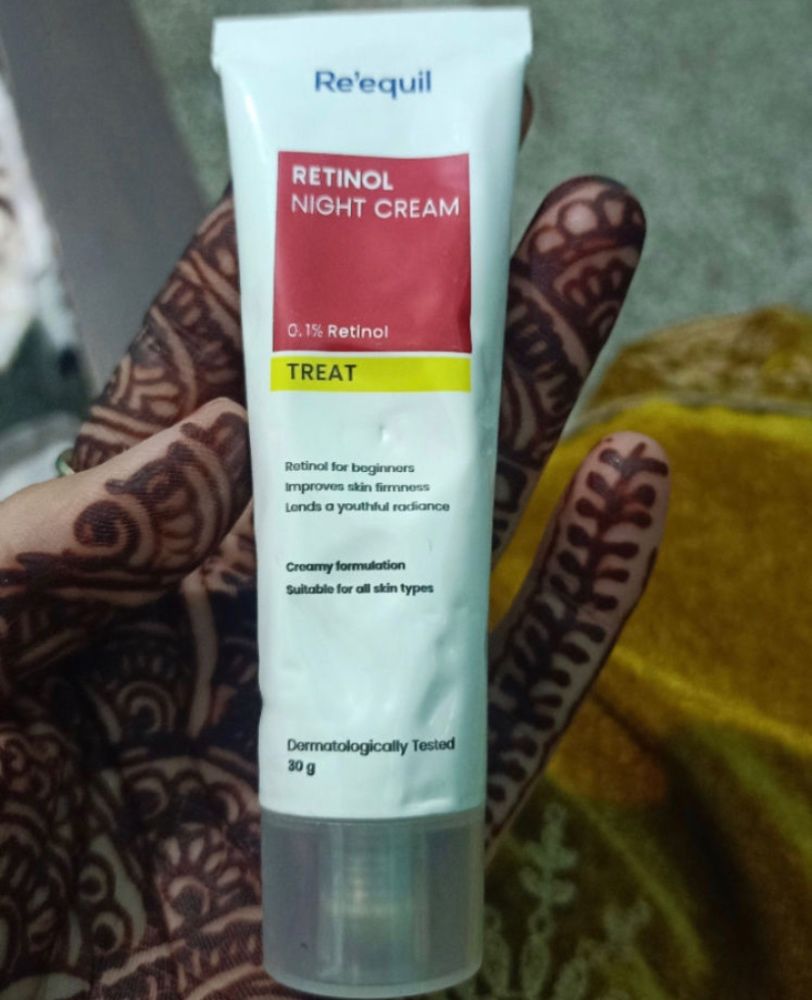 Re'equil
RETINOL
NIGHT CREAM
0.1% Retinol
TREAT
Retinol for beginners
Improves skin firmness
Lends a youthful radiance
Creamy formulation
Suitable for all skin types
Dermatologically Tested
30 g